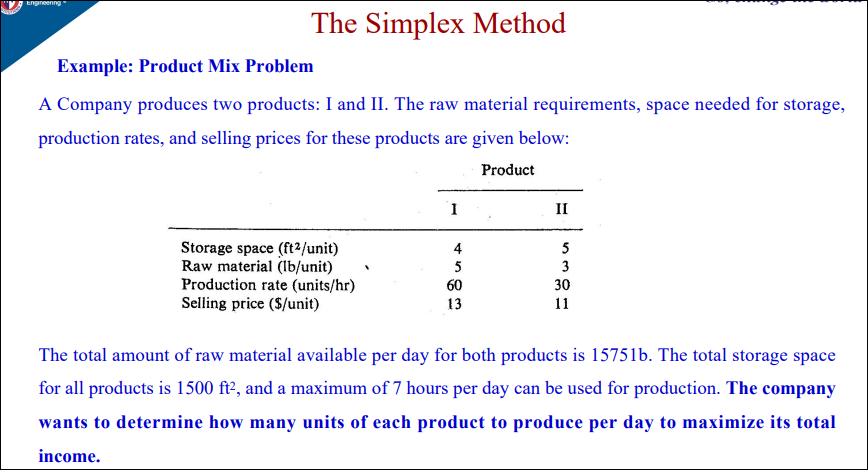 Engineering
The Simplex Method
Example: Product Mix Problem
A Company produces two products: I and II. The raw material requirements, space needed for storage,
production rates, and selling prices for these products are given below:
Product
I II
Storage space (ft²/unit) 4 5
Raw material (lb/unit) 5 3
Production rate (units/hr) 60 30
Selling price ($/unit) 13 11
The total amount of raw material available per day for both products is 15751b. The total storage space
for all products is 1500 ft², and a maximum of 7 hours per day can be used for production. The company
wants to determine how many units of each product to produce per day to maximize its total
income.